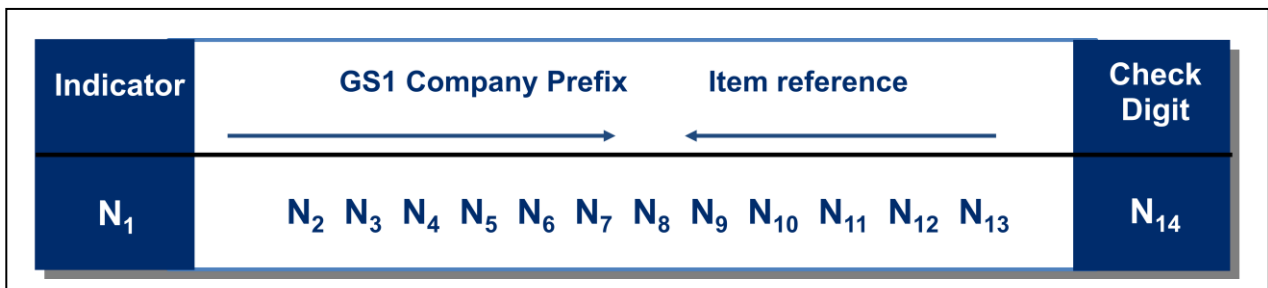 Indicator
GS1 Company Prefix
Item reference
Check
Digit
N₁
N₂ N₃ N₄ N₅ N₆ N₇ N₈ N₉ N₁₀ N₁₁ N₁₂ N₁₃
N₁₄